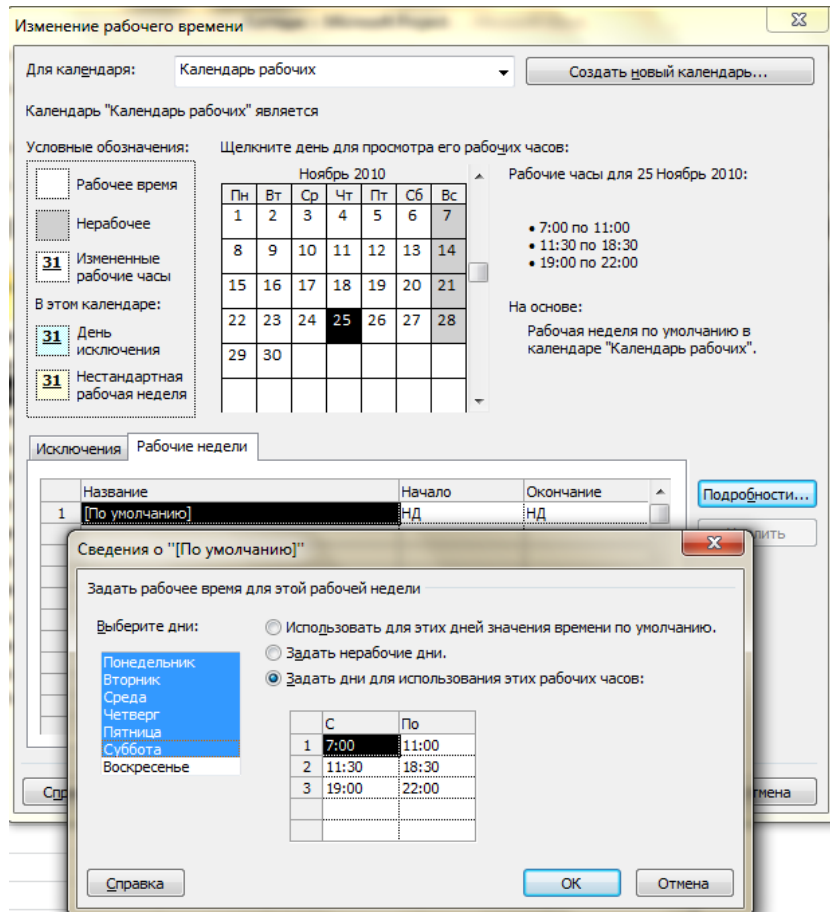 Изменение рабочего времени
Для календаря: Календарь рабочих Создать новый календарь...
Календарь "Календарь рабочих" является
Условные обозначения: Щелкните день для просмотра его рабочих часов:
Рабочее время
Нерабочее
31 Измененные
рабочие часы
В этом календаре:
31 День
исключения
31 Нестандартная
рабочая неделя
Ноябрь 2010
Пн Вт Ср Чт Пт Сб Вс
1 2 3 4 5 6 7
8 9 10 11 12 13 14
15 16 17 18 19 20 21
22 23 24 25 26 27 28
29 30
Рабочие часы для 25 Ноябрь 2010:
• 7:00 по 11:00
• 11:30 по 18:30
• 19:00 по 22:00
На основе:
Рабочая неделя по умолчанию в
календаре "Календарь рабочих".
Исключения Рабочие недели
Название Начало Окончание
1 [По умолчанию] НД НД
Подробности...
Сведения о "[По умолчанию]"
Задать рабочее время для этой рабочей недели
Выберите дни:
Понедельник
Вторник
Среда
Четверг
Пятница
Суббота
Воскресенье
Использовать для этих дней значения времени по умолчанию.
Задать нерабочие дни.
Задать дни для использования этих рабочих часов:
С По
1 7:00 11:00
2 11:30 18:30
3 19:00 22:00
Справка OK Отмена